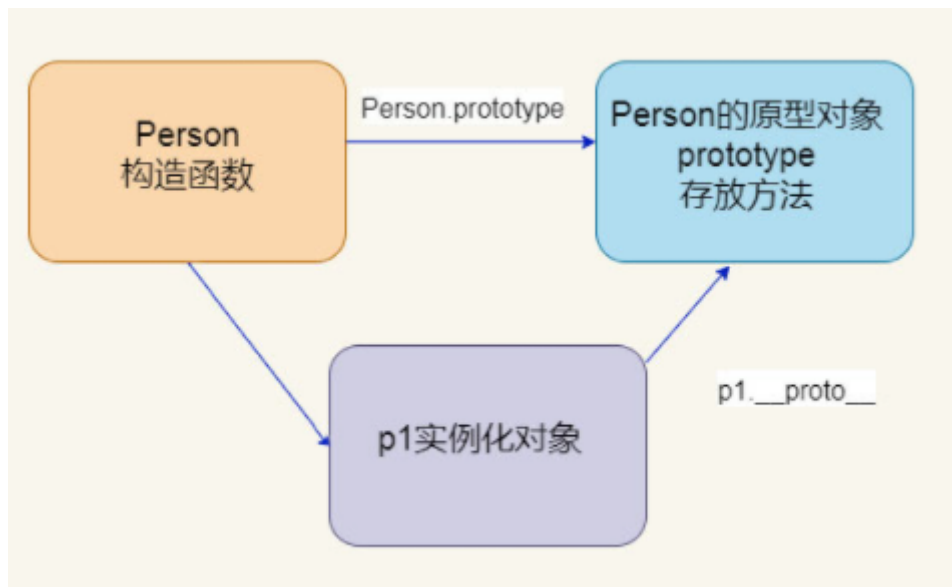 Person
构造函数
Person.prototype
Person的原型对象
prototype
存放方法
p1实例化对象
p1.__proto__